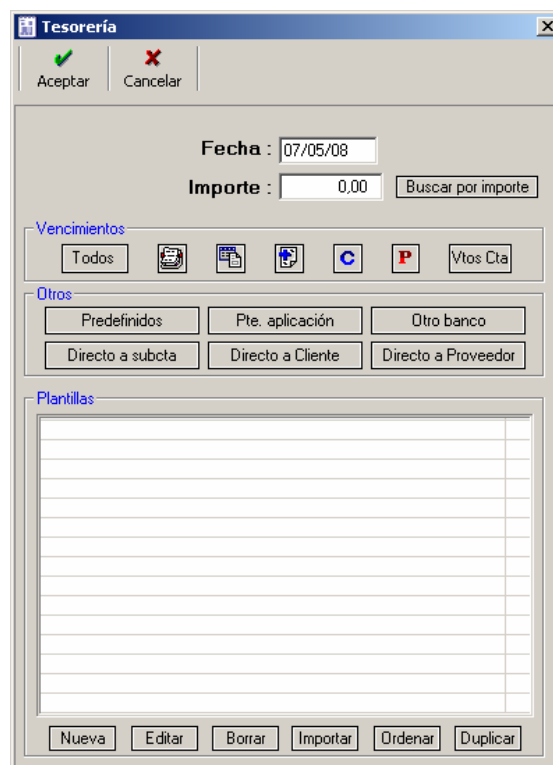 Tesorería
Aceptar Cancelar
Fecha : 07/05/08
Importe : 0,00 Buscar por importe
Vencimientos
Todos C P Vtos Cta
Otros
Predefinidos Pte. aplicación Otro banco
Directo a subcta Directo a Cliente Directo a Proveedor
Plantillas
Nueva Editar Borrar Importar Ordenar Duplicar